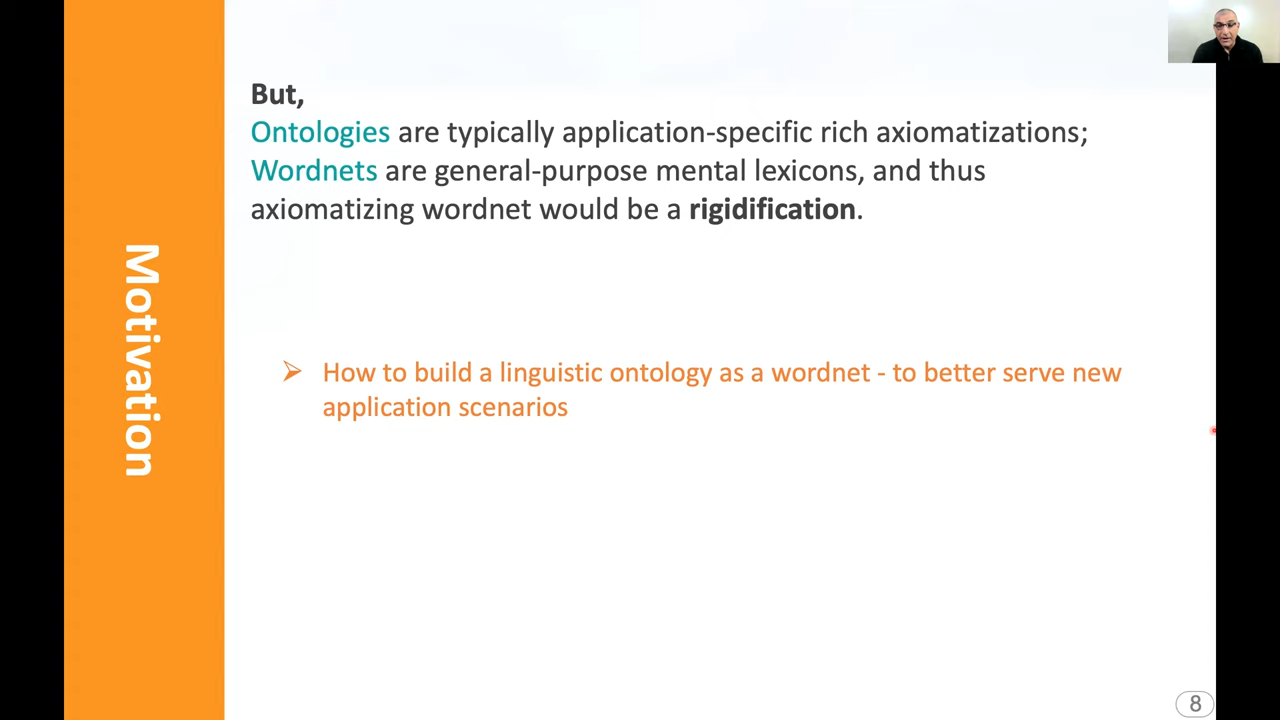 Motivation
But,
Ontologies are typically application-specific rich axiomatizations;
Wordnets are general-purpose mental lexicons, and thus
axiomatizing wordnet would be a rigidification.
How to build a linguistic ontology as a wordnet - to better serve new
application scenarios
8